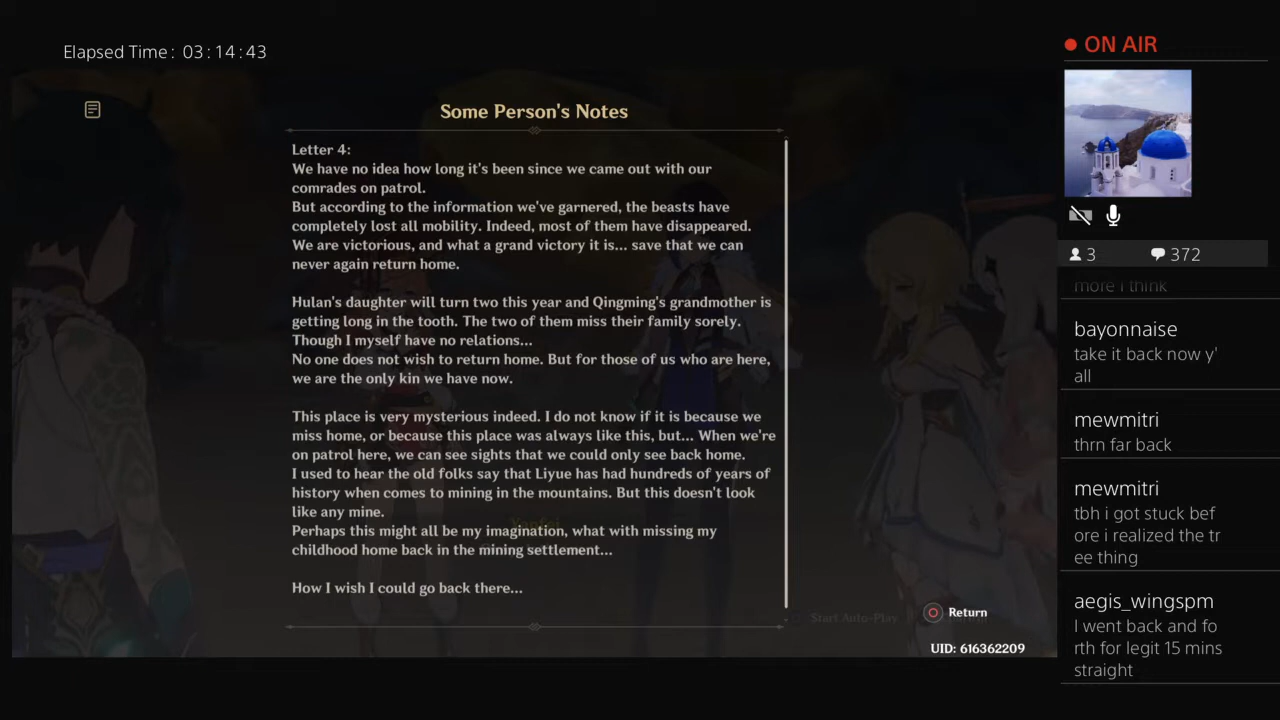 Elapsed Time: 03:14:43
ON AIR
Some Person's Notes
Letter 4:
We have no idea how long it's been since we came out with our
comrades on patrol.
But according to the information we've garnered, the beasts have
completely lost all mobility. Indeed, most of them have disappeared.
We are victorious, and what a grand victory it is... save that we can
never again return home.
Hulan's daughter will turn two this year and Qingming's grandmother is
getting long in the tooth. The two of them miss their family sorely.
Though I myself have no relations...
No one does not wish to return home. But for those of us who are here,
we are the only kin we have now.
This place is very mysterious indeed. I do not know if it is because we
miss home, or because this place was always like this, but... When we're
on patrol here, we can see sights that we could only see back home.
I used to hear the old folks say that Liyue has had hundreds of years of
history when comes to mining in the mountains. But this doesn't look
like any mine.
Perhaps this might all be my imagination, what with missing my
childhood home back in the mining settlement...
How I wish I could go back there...
Start Auto-Play
Return
UID: 616362209
3
372
more i think
bayonnaise
take it back now y'
all
mewmitri
thrn far back
mewmitri
tbh i got stuck bef
ore i realized the tr
ee thing
aegis_wingspm
I went back and fo
rth for legit 15 mins
straight